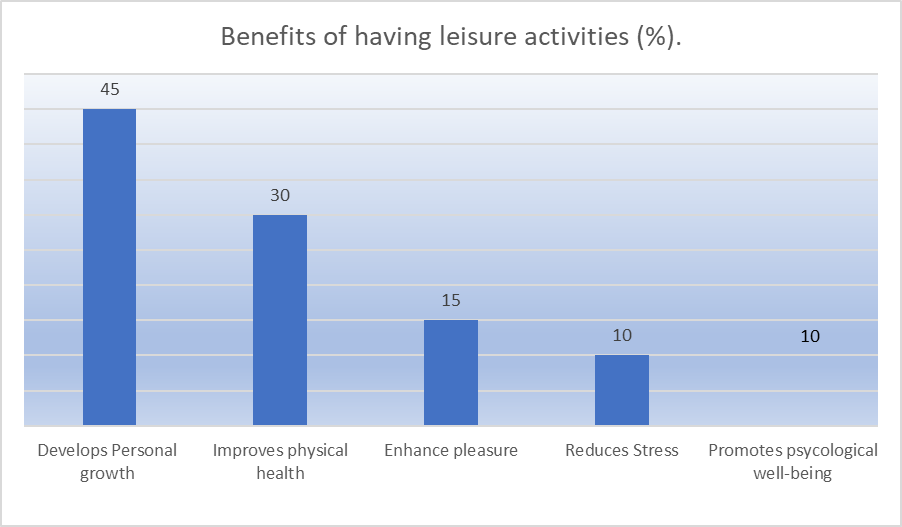 Benefits of having leisure activities (%).
45
30
15
10
10
Develops Personal
growth
Improves physical
health
Enhance pleasure
Reduces Stress
Promotes psycological
well-being